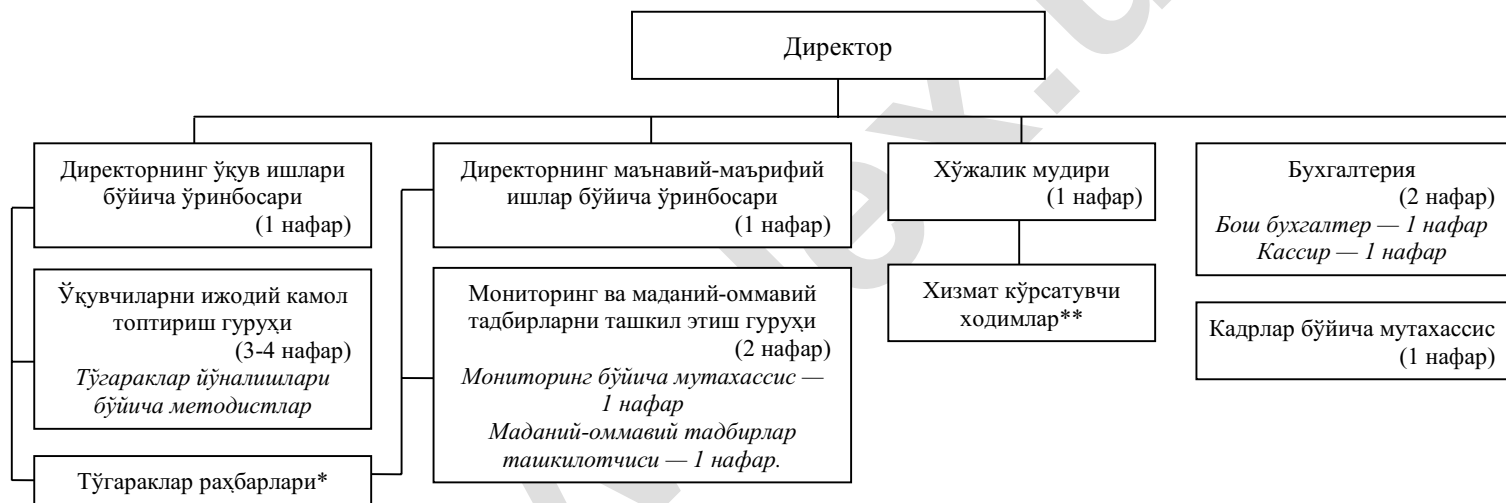 Директор
Директорнинг ўқув ишлари
бўйича ўринбосари
(1 нафар)
Директорнинг маънавий-маърифий
ишлар бўйича ўринбосари
(1 нафар)
Хўжалик мудири
(1 нафар)
Бухгалтерия
(2 нафар)
Бош бухгалтер — 1 нафар
Кассир — 1 нафар
Ўқувчиларни ижодий камол
топтириш гуруҳи
(3-4 нафар)
Тўгараклар йўналишлари
бўйича методистлар
Мониторинг ва маданий-оммавий
тадбирларни ташкил этиш гуруҳи
(2 нафар)
Мониторинг бўйича мутахассис —
1 нафар
Маданий-оммавий тадбирлар
ташкилотчиси — 1 нафар.
Хизмат кўрсатувчи
ходимлар**
Кадрлар бўйича мутахассис
(1 нафар)
Тўгараклар раҳбарлари*